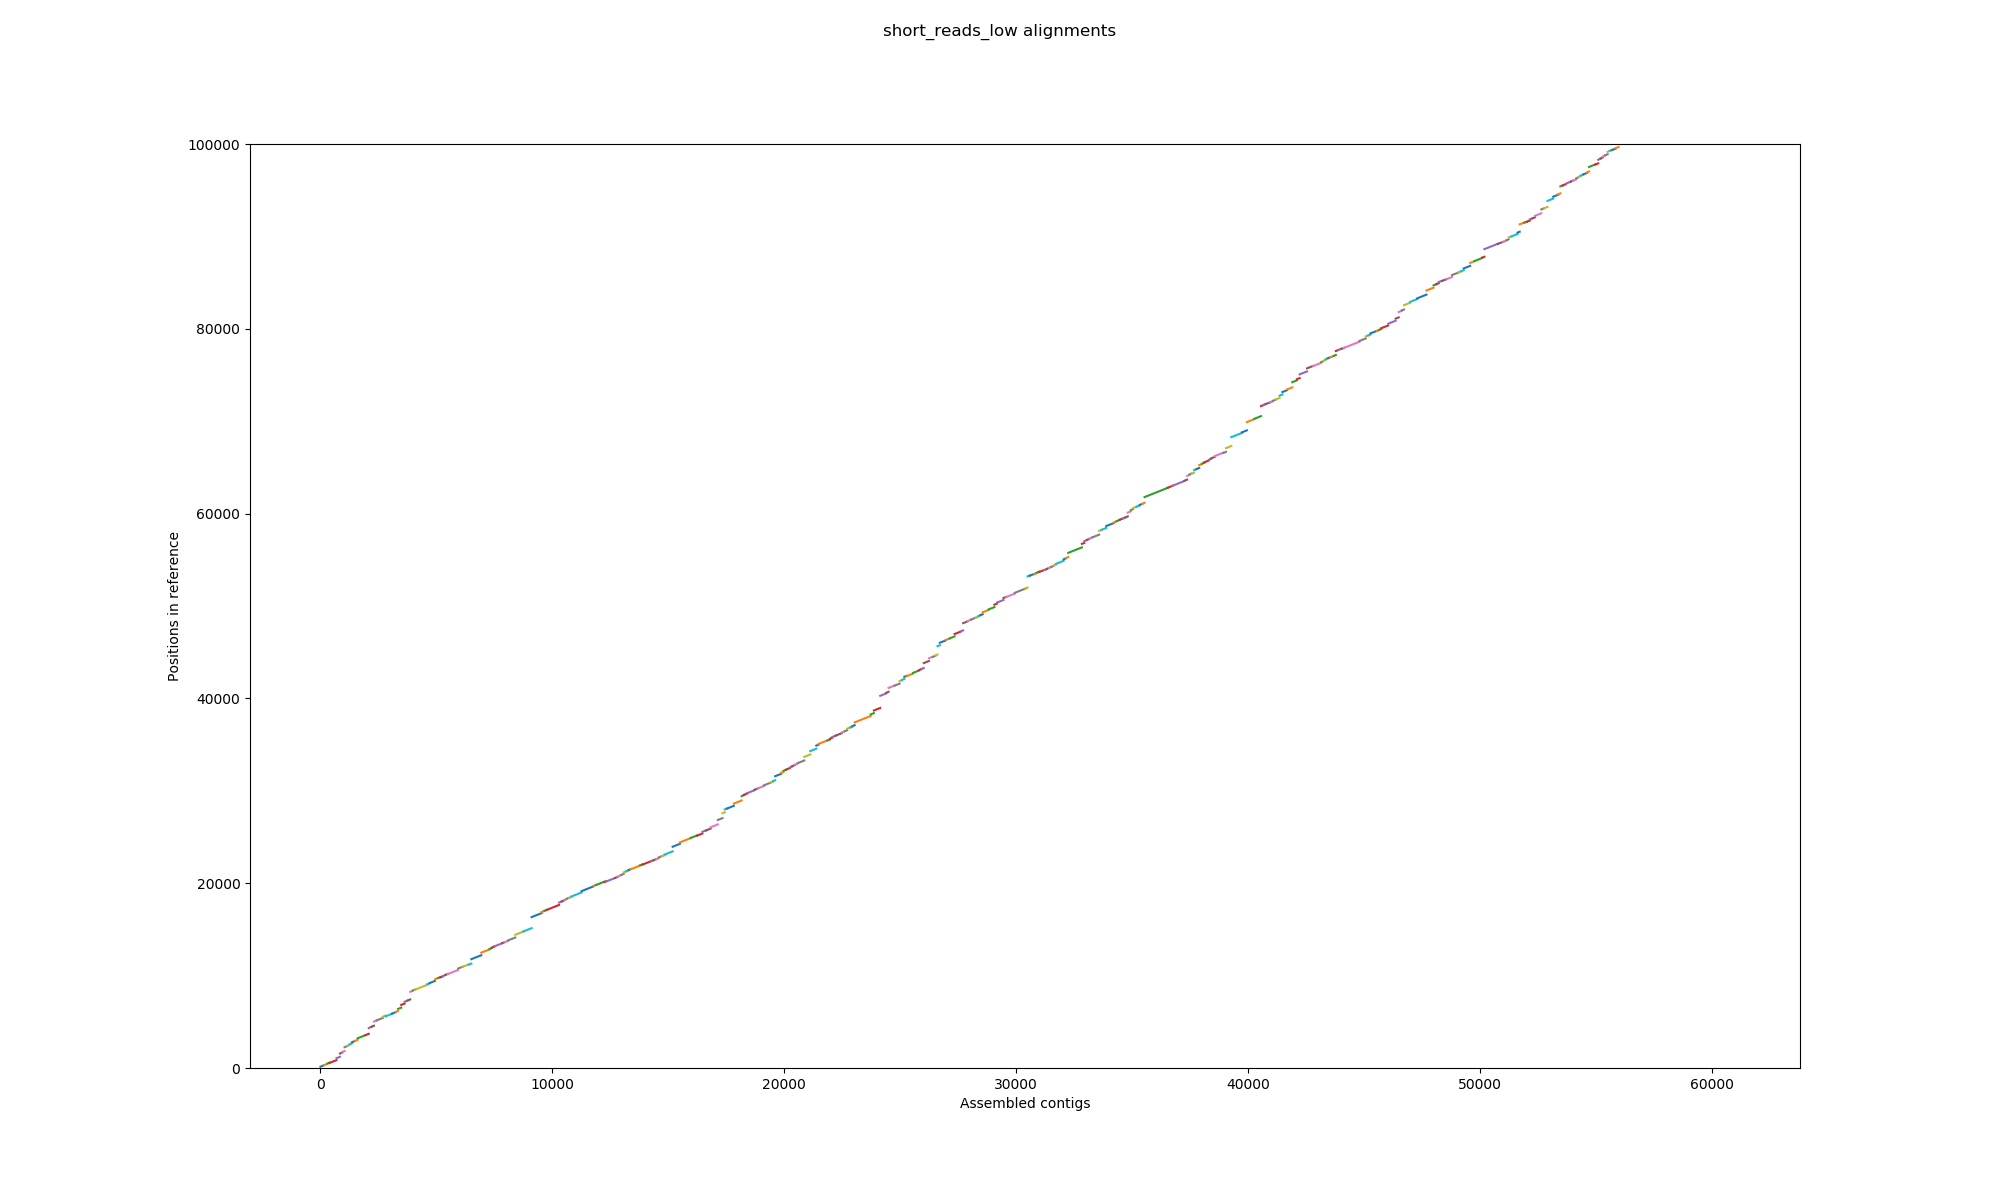 short_reads_low alignments
100000
80000
60000
40000
20000
0
Positions in reference
0 10000 20000 30000 40000 50000 60000
Assembled contigs